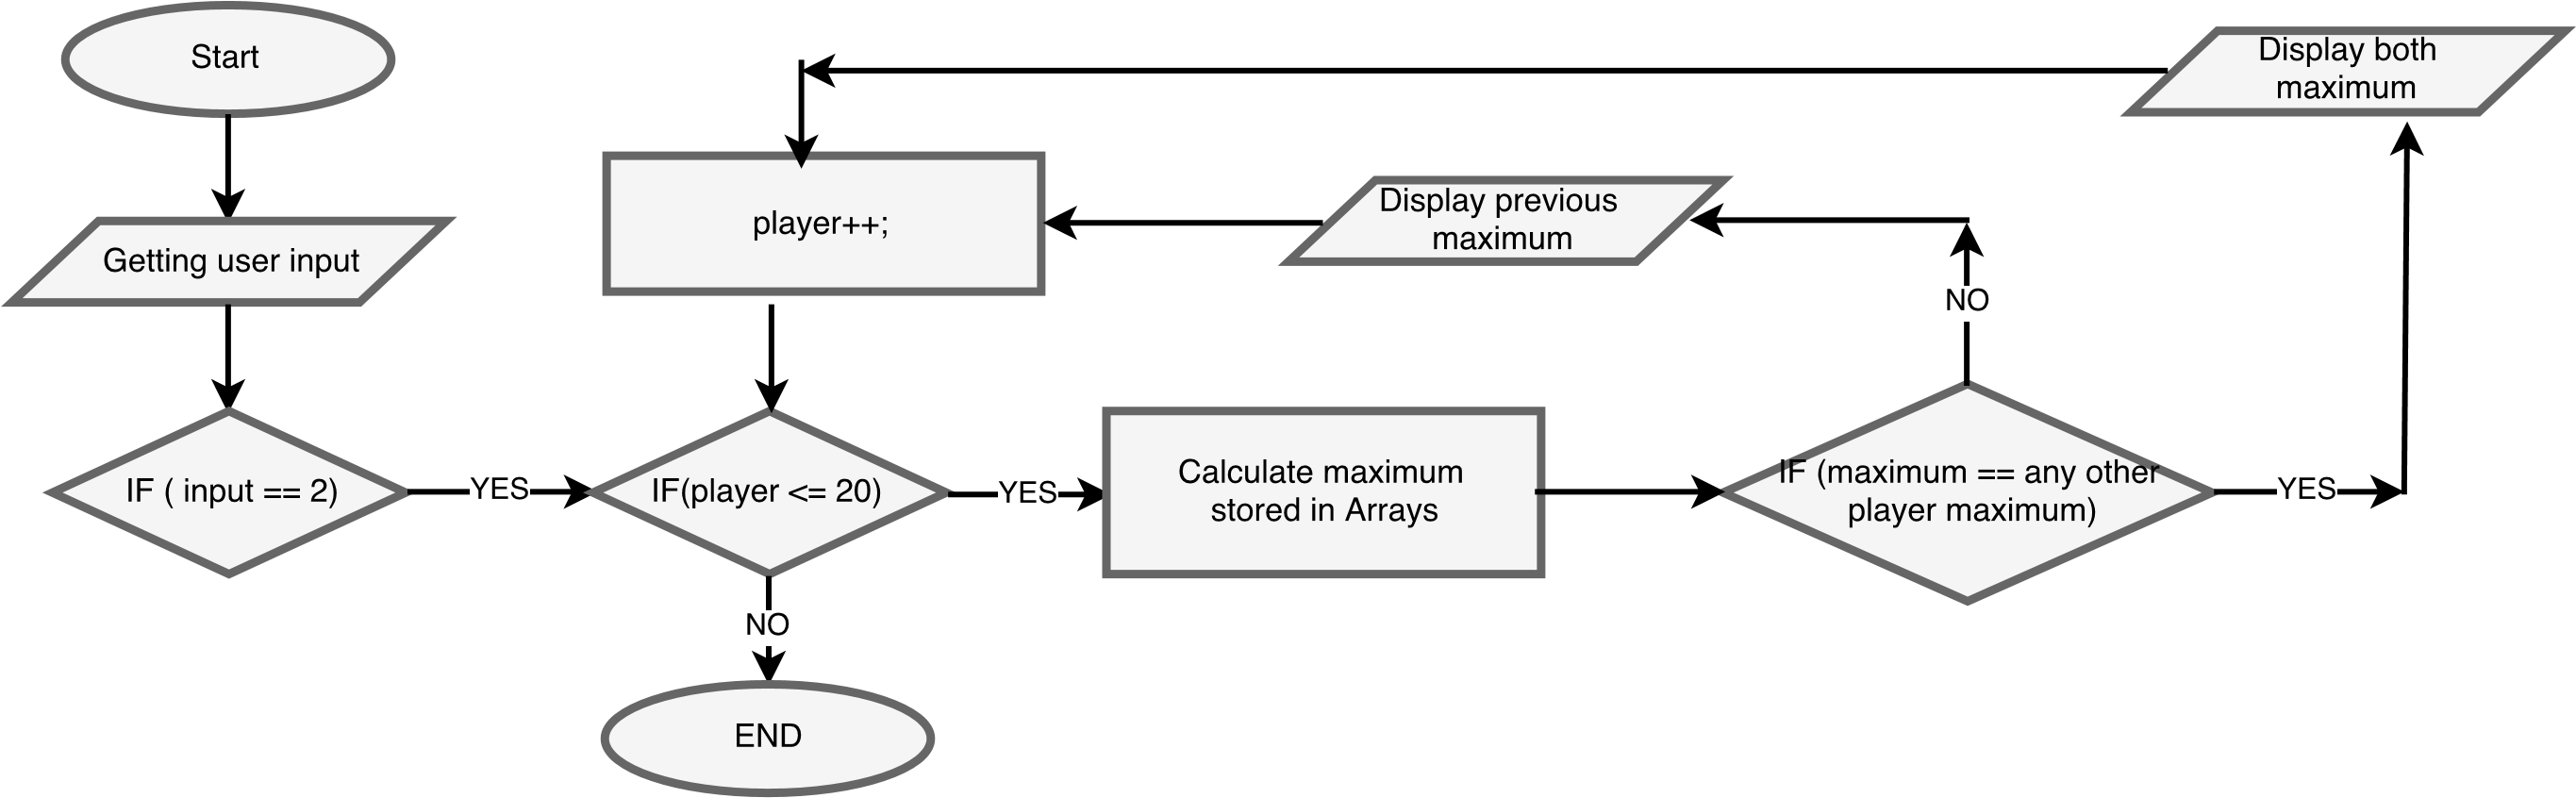 Start
Getting user input
IF ( input == 2)
YES
IF(player <= 20)
player++;
NO
END
YES
Calculate maximum
stored in Arrays
IF (maximum == any other
player maximum)
NO
Display previous
maximum
YES
Display both
maximum